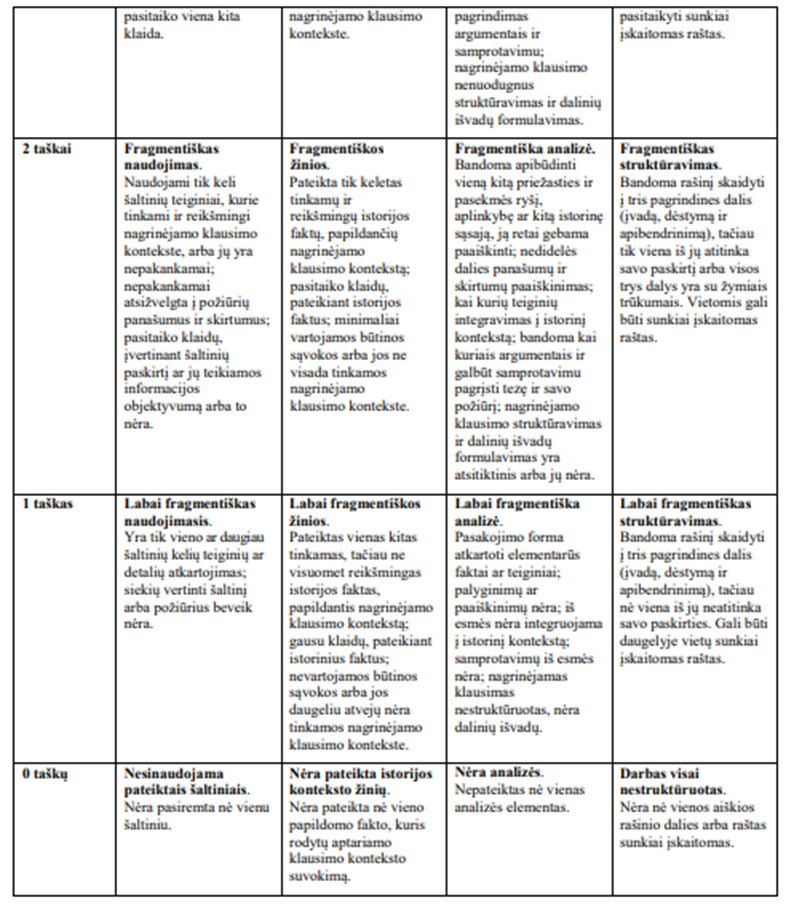 pasitaiko viena kita
klaida.
nagrinėjamo klausimo
kontekste.
pagrindimas
argumentais ir
samprotavimu;
nagrinėjamo klausimo
nenuodugnus
struktūravimas ir dalinių
išvadų formulavimas.
pasitaikyti sunkiai
įskaitomas raštas.
2 taškai
Fragmentiškas
naudojimas.
Naudojami tik keli
šaltinių teiginiai, kurie
tinkami ir reikšmingi
nagrinėjamo klausimo
kontekste, arba jų yra
nepakankamai;
nepakankamai
atsižvelgta į požiūrių
panašumus ir skirtumus;
pasitaiko klaidų,
įvertinant šaltinių
paskirtį ar jų teikiamos
informacijos
objektyvumą arba to
nėra.
Fragmentiškos
žinios.
Pateikta tik keletas
tinkamų ir
reikšmingų istorijos
faktų, papildančių
nagrinėjamo
klausimo kontekstą;
pasitaiko klaidų,
pateikiant istorijos
faktus; minimaliai
vartojamos būtinos
sąvokos arba jos ne
visada tinkamos
nagrinėjamo
klausimo kontekste.
Fragmentiška analizė.
Bandoma apibūdinti
vieną kitą priežasties ir
pasekmės ryšį,
aplinkybę ar kitą istorinę
sąsają, ją retai gebama
paaiškinti; nedidelės
dalies panašumų ir
skirtumų paaiškinimas;
kai kurių teiginių
integravimas į istorinį
kontekstą; bandoma kai
kuriais argumentais ir
galbūt samprotavimu
pagrįsti tezę ir savo
požiūrį; nagrinėjamo
klausimo struktūravimas
ir dalinių išvadų
formulavimas yra
atsitiktinis arba jų nėra.
Fragmentiškas
struktūravimas.
Bandoma rašinį skaidyti
į tris pagrindines dalis
(įvadą, dėstymą ir
apibendrinimą), tačiau
tik viena iš jų atitinka
savo paskirtį arba visos
trys dalys yra su žymiais
trūkumais. Vietomis gali
būti sunkiai įskaitomas
raštas.
1 taškas
Labai fragmentiškas
naudojimasis.
Yra tik vieno ar daugiau
šaltinių kelių teiginių ar
detalių atkartojimas;
siekių vertinti šaltinį
arba požiūrius beveik
nėra.
Labai fragmentiškos
žinios.
Pateiktas vienas kitas
tinkamas, tačiau ne
visuomet reikšmingas
istorijos faktas,
papildantis nagrinėjamo
klausimo kontekstą;
gausu klaidų, pateikiant
istorinius faktus;
nevartojamos būtinos
sąvokos arba jos
daugeliu atvejų nėra
tinkamos nagrinėjamo
klausimo kontekste.
Labai fragmentiška
analizė.
Pasakojimo forma
atkartoti elementarūs
faktai ar teiginiai;
palyginimų ar
paaiškinimų nėra; iš
esmės nėra integruojama
į istorinį kontekstą;
samprotavimų iš esmės
nėra; nagrinėjamas
klausimas
nestruktūruotas, nėra
dalinių išvadų.
Labai fragmentiškas
struktūravimas.
Bandoma rašinį skaidyti
į tris pagrindines dalis
(įvadą, dėstymą ir
apibendrinimą), tačiau
nė viena iš jų neatitinka
savo paskirties. Gali būti
daugelyje vietų sunkiai
įskaitomas raštas.
0 taškų
Nesinaudojama
pateiktais šaltiniais.
Nėra pasiremta nė vienu
šaltiniu.
Nėra pateikta istorijos
konteksto žinių.
Nėra pateikta nė vieno
papildomo fakto, kuris
rodytų aptariamo
klausimo konteksto
suvokimą.
Nėra analizės.
Nepateiktas nė vienas
analizės elementas.
Darbas visai
nestruktūruotas.
Nėra nė vienos aiškios
rašinio dalies arba raštas
sunkiai įskaitomas.